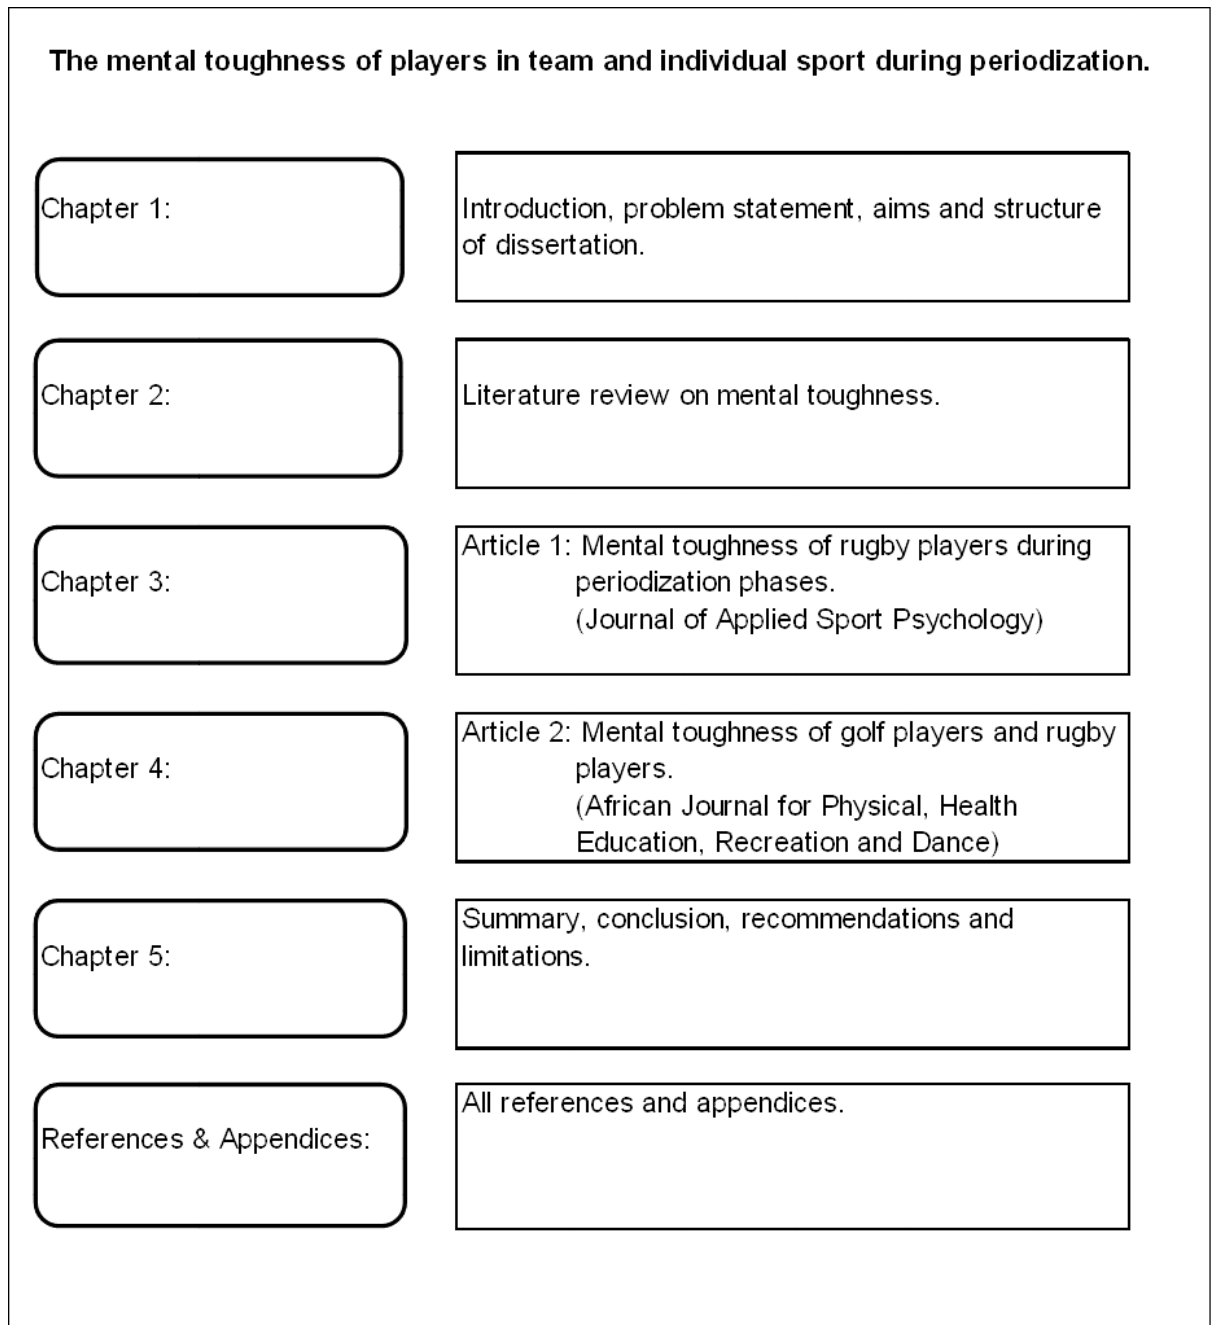 The mental toughness of players in team and individual sport during periodization.
Chapter 1:
Introduction, problem statement, aims and structure
of dissertation.
Chapter 2:
Literature review on mental toughness.
Chapter 3:
Article 1: Mental toughness of rugby players during
periodization phases.
(Journal of Applied Sport Psychology)
Chapter 4:
Article 2: Mental toughness of golf players and rugby
players.
(African Journal for Physical, Health
Education, Recreation and Dance)
Chapter 5:
Summary, conclusion, recommendations and
limitations.
References & Appendices:
All references and appendices.